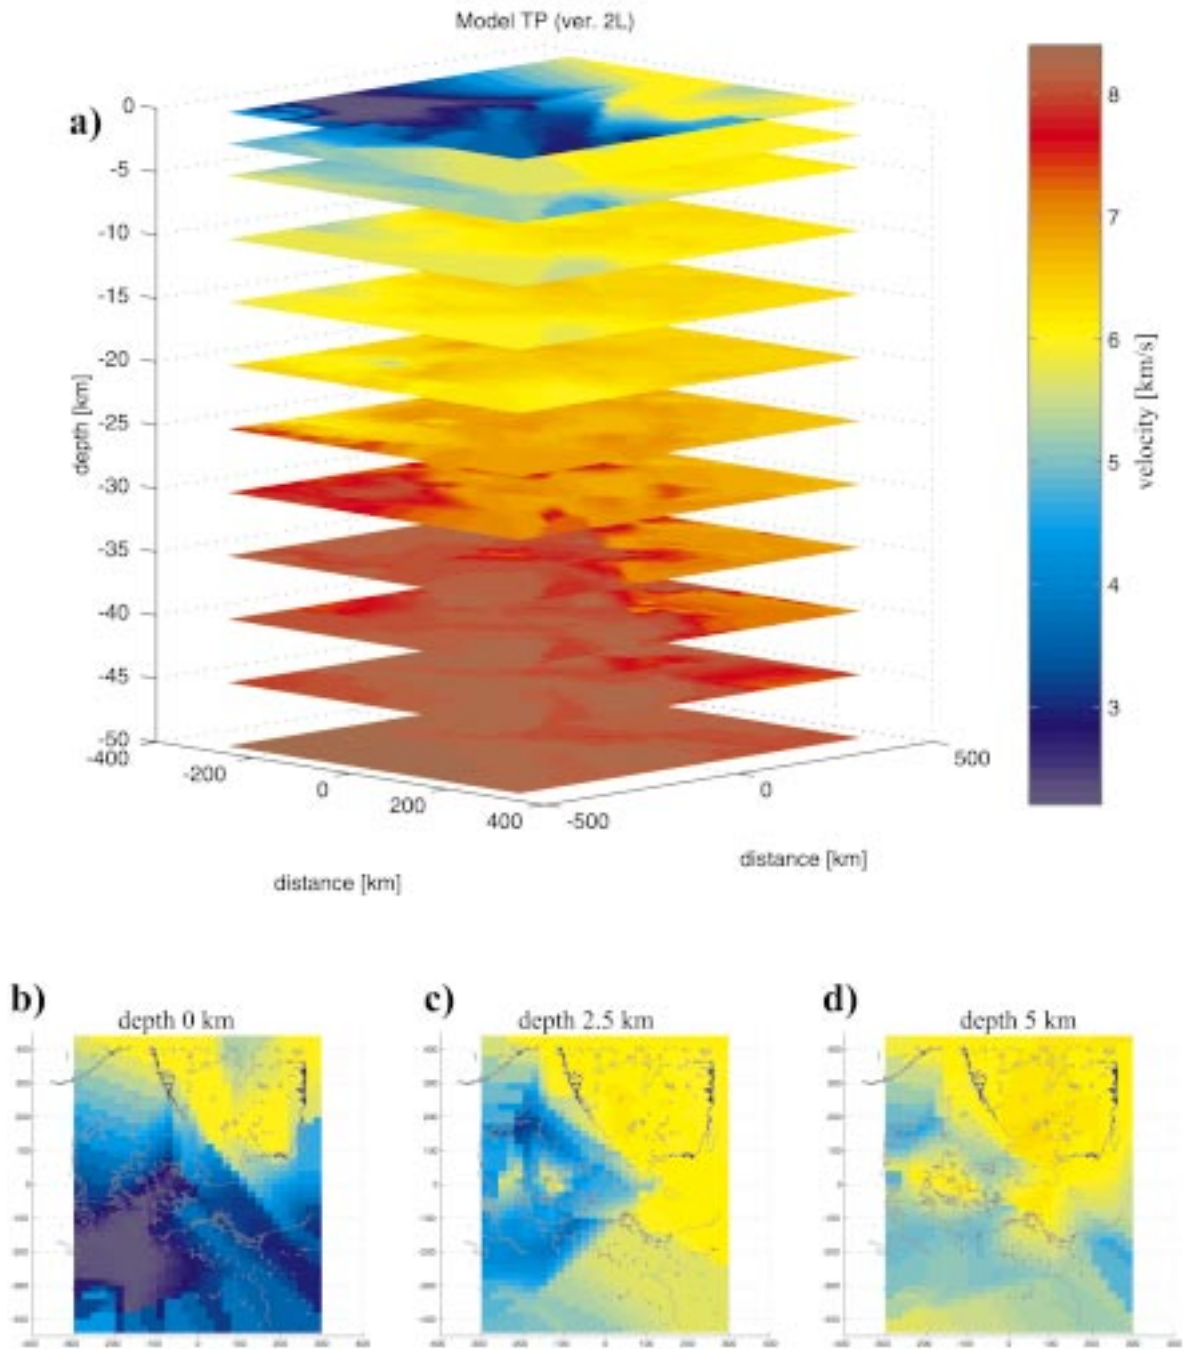 Model TP (ver. 2L)
a)
0
-5
-10
-15
-20
-25
-30
-35
-40
-45
-50
depth [km]
-400
-200
0
200
400
-500
0
500
distance [km]
distance [km]
8
7
6
5
4
3
velocity [km/s]
b)
depth 0 km
c)
depth 2.5 km
d)
depth 5 km